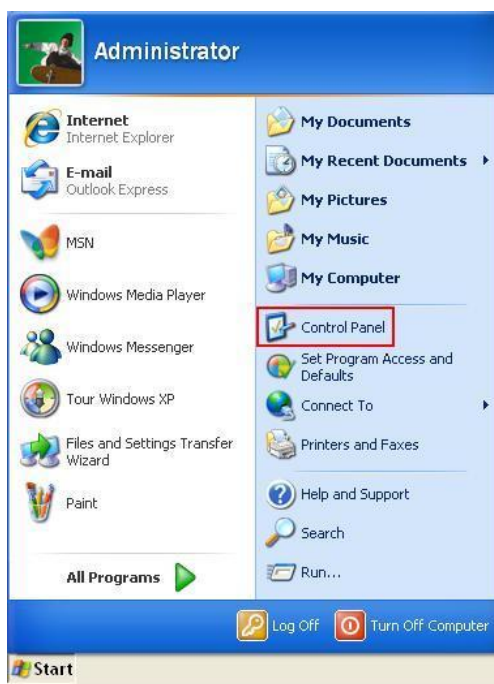 Administrator
Internet
Internet Explorer
E-mail
Outlook Express
MSN
Windows Media Player
Windows Messenger
Tour Windows XP
Files and Settings Transfer
Wizard
Paint
All Programs
My Documents
My Recent Documents
My Pictures
My Music
My Computer
Control Panel
Set Program Access and
Defaults
Connect To
Printers and Faxes
Help and Support
Search
Run...
Log Off
Turn Off Computer
Start